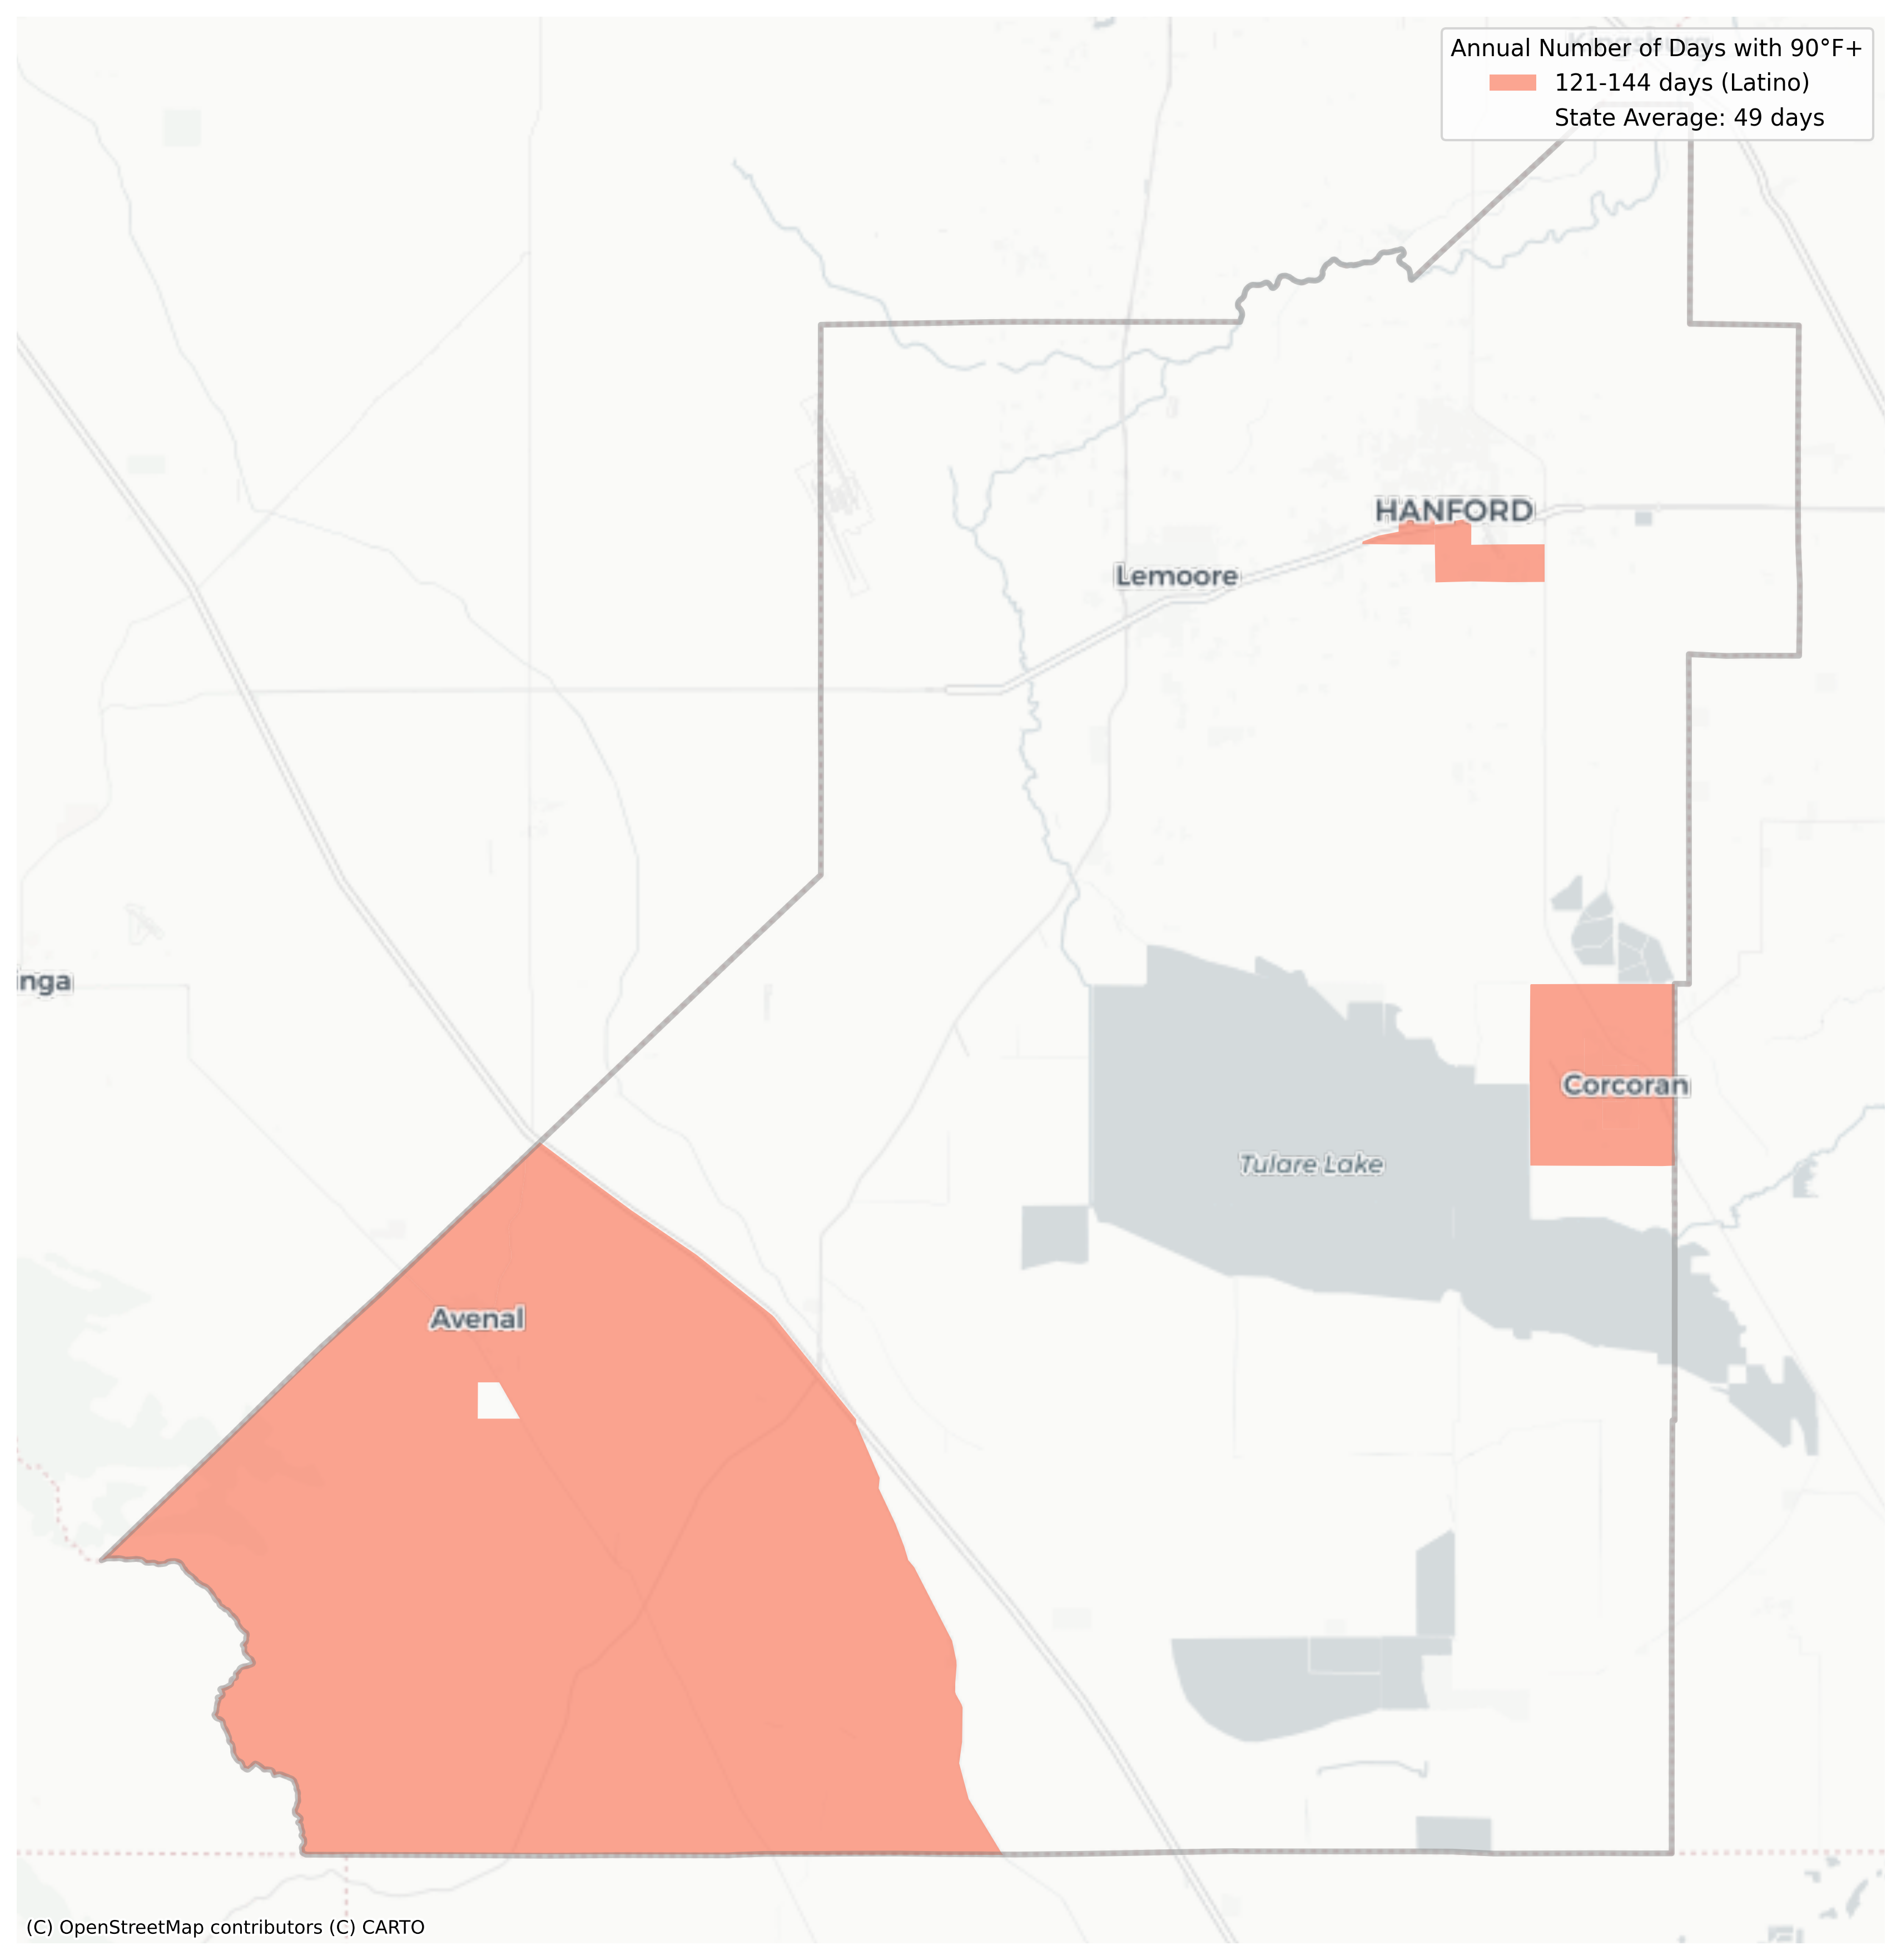 Annual Number of Days with 90°F+
121-144 days (Latino)
State Average: 49 days
HANFORD
Lemoore
inga
Corcoran
Tulare Lake
Avenal
(C) OpenStreetMap contributors (C) CARTO